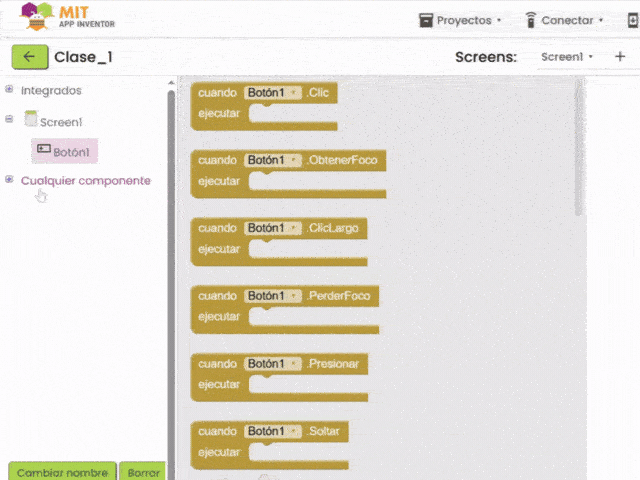 MIT
APP INVENTOR
Proyectos
Conectar
Clase_1
Screens:
Screen1
Integrados
Screen1
Botón1
Cualquier componente
cuando Botón1 .Clic
ejecutar
cuando Botón1 .ObtenerFoco
ejecutar
cuando Botón1 .ClicLargo
ejecutar
cuando Botón1 .PerderFoco
ejecutar
cuando Botón1 .Presionar
ejecutar
cuando Botón1 .Soltar
ejecutar
Cambiar nombre
Borrar